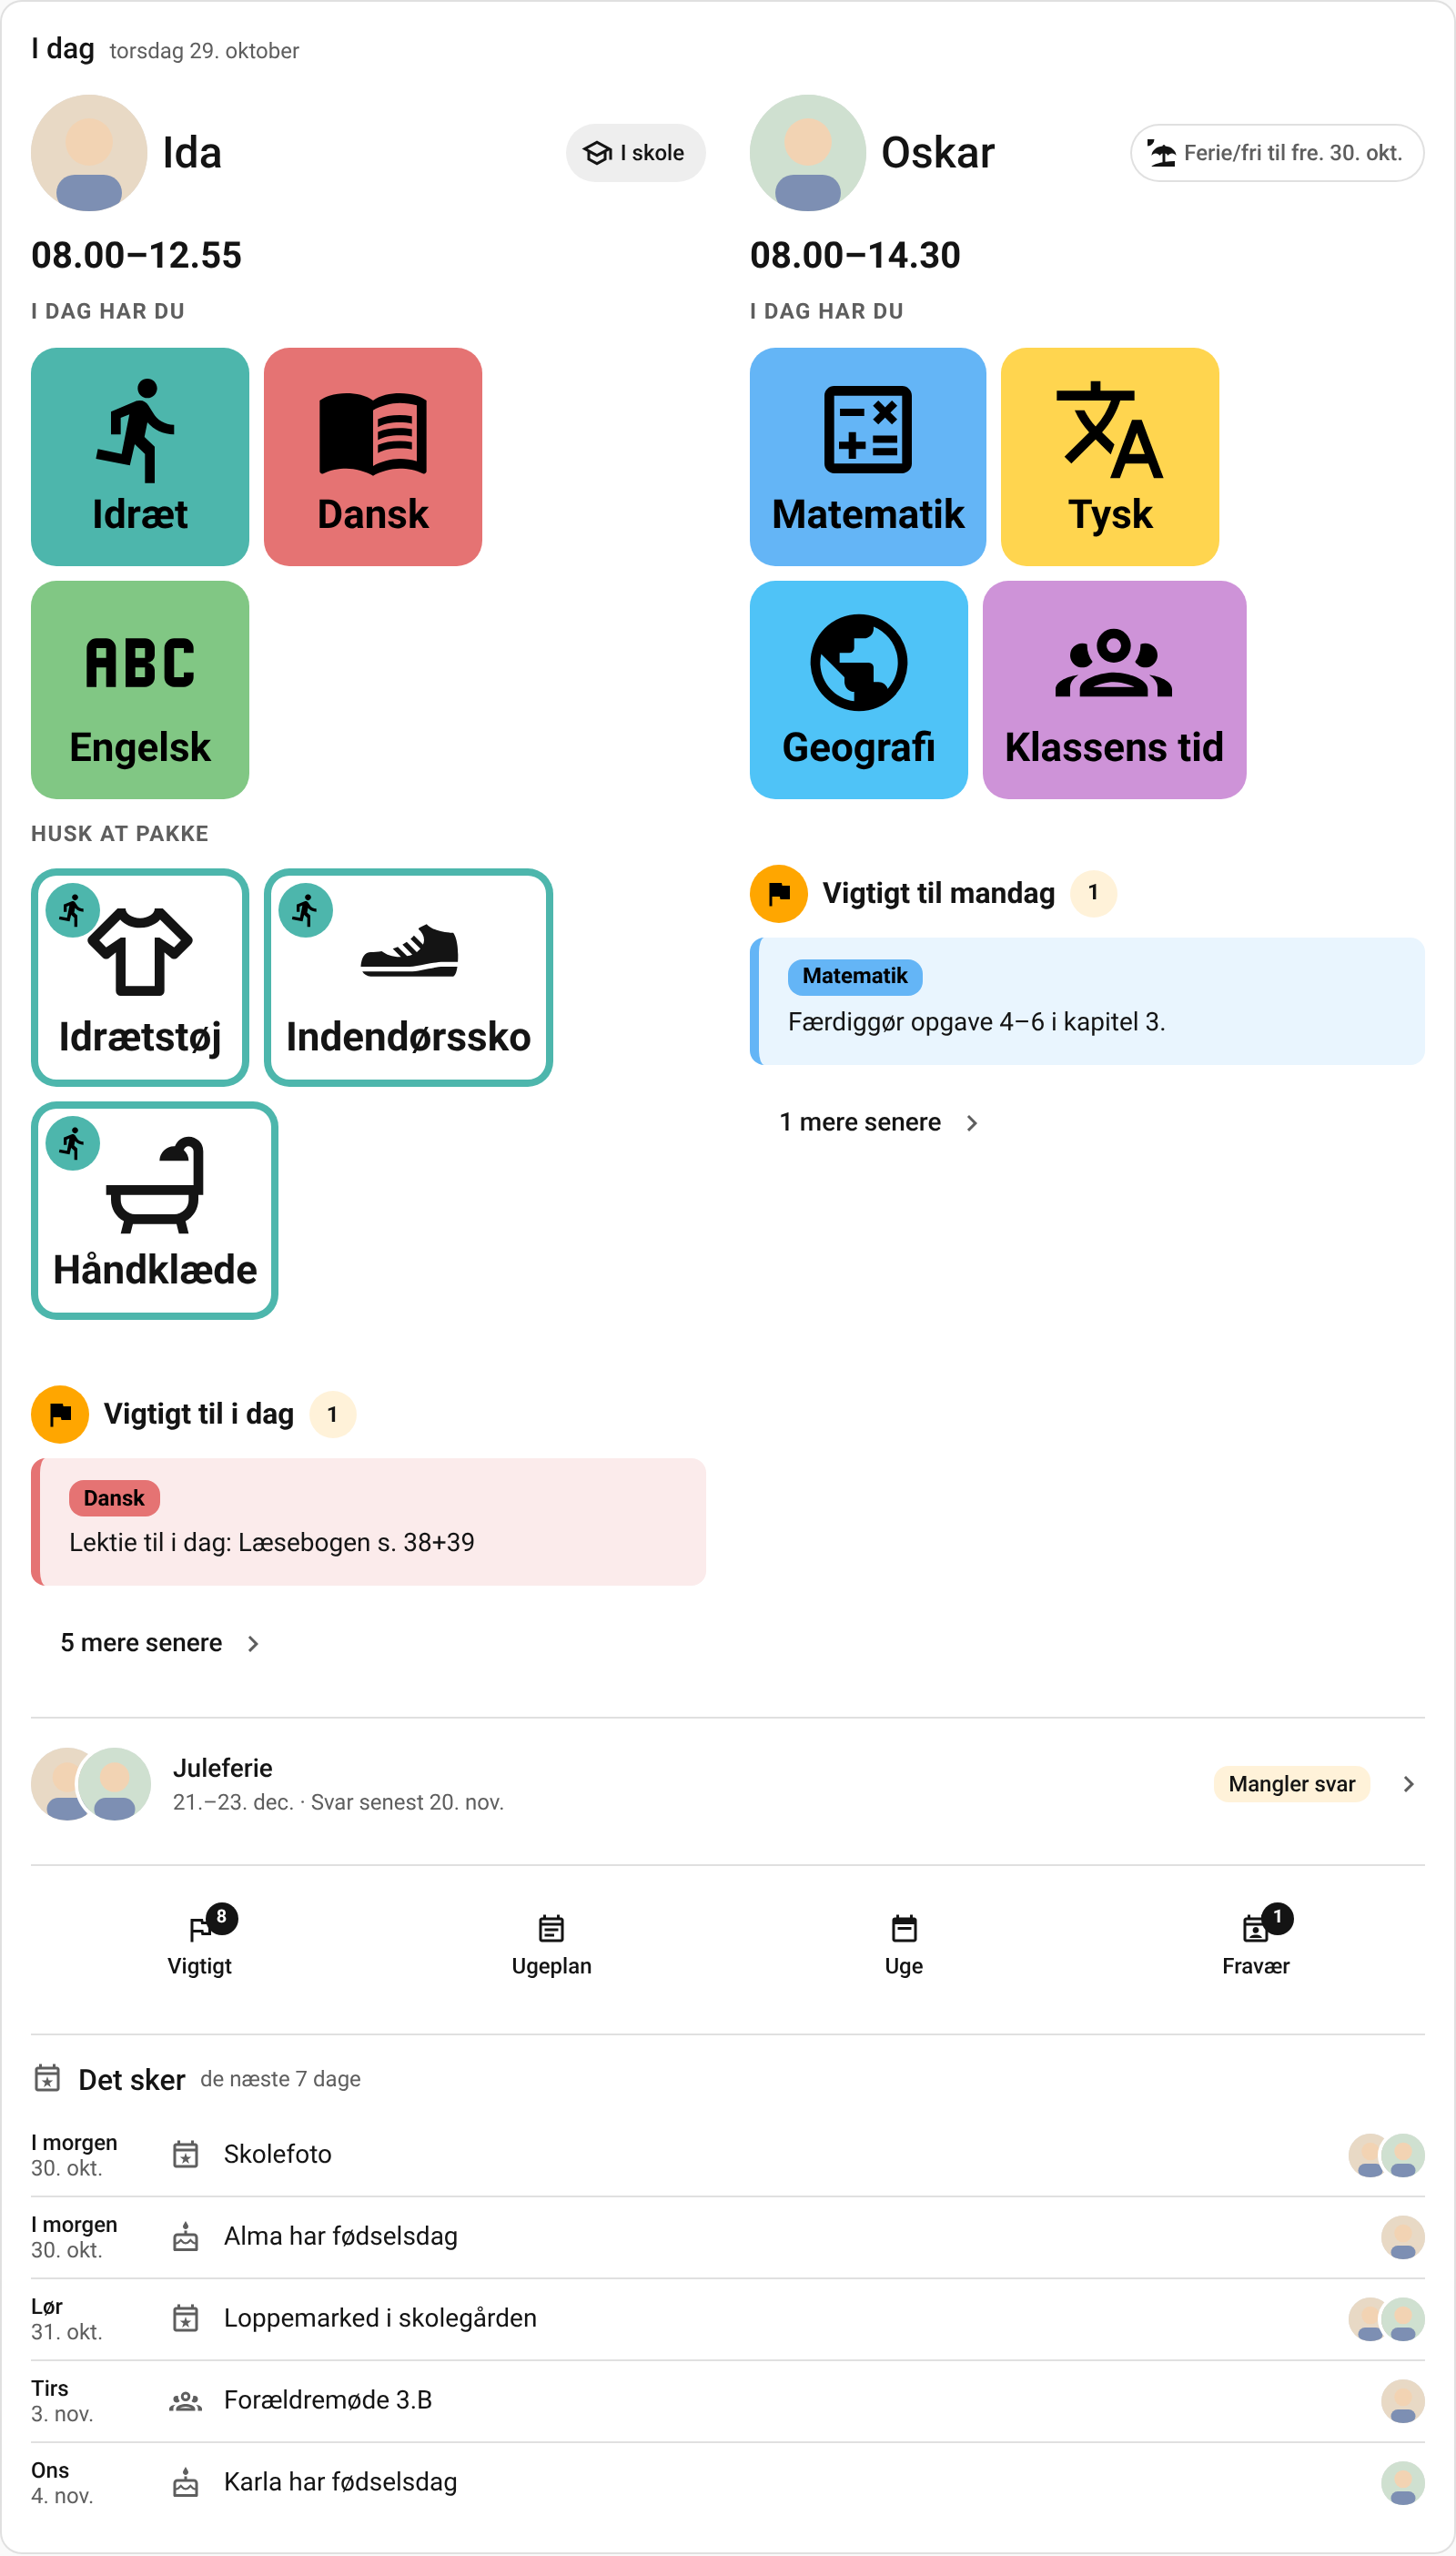 I dag torsdag 29. oktober
Ida
I skole
08.00–12.55
I DAG HAR DU
Idræt
Dansk
ABC
Engelsk
HUSK AT PAKKE
Idrætstøj
Indendørssko
Håndklæde
Vigtigt til i dag 1
Dansk
Lektie til i dag: Læsebogen s. 38+39
5 mere senere
Oskar
Ferie/fri til fre. 30. okt.
08.00–14.30
I DAG HAR DU
Matematik
文A
Tysk
Geografi
Klassens tid
Vigtigt til mandag 1
Matematik
Færdiggør opgave 4–6 i kapitel 3.
1 mere senere
Juleferie
21.–23. dec. · Svar senest 20. nov.
Mangler svar
8
Vigtigt
Ugeplan
Uge
1
Fravær
Det sker de næste 7 dage
I morgen
30. okt.
Skolefoto
I morgen
30. okt.
Alma har fødselsdag
Lør
31. okt.
Loppemarked i skolegården
Tirs
3. nov.
Forældremøde 3.B
Ons
4. nov.
Karla har fødselsdag